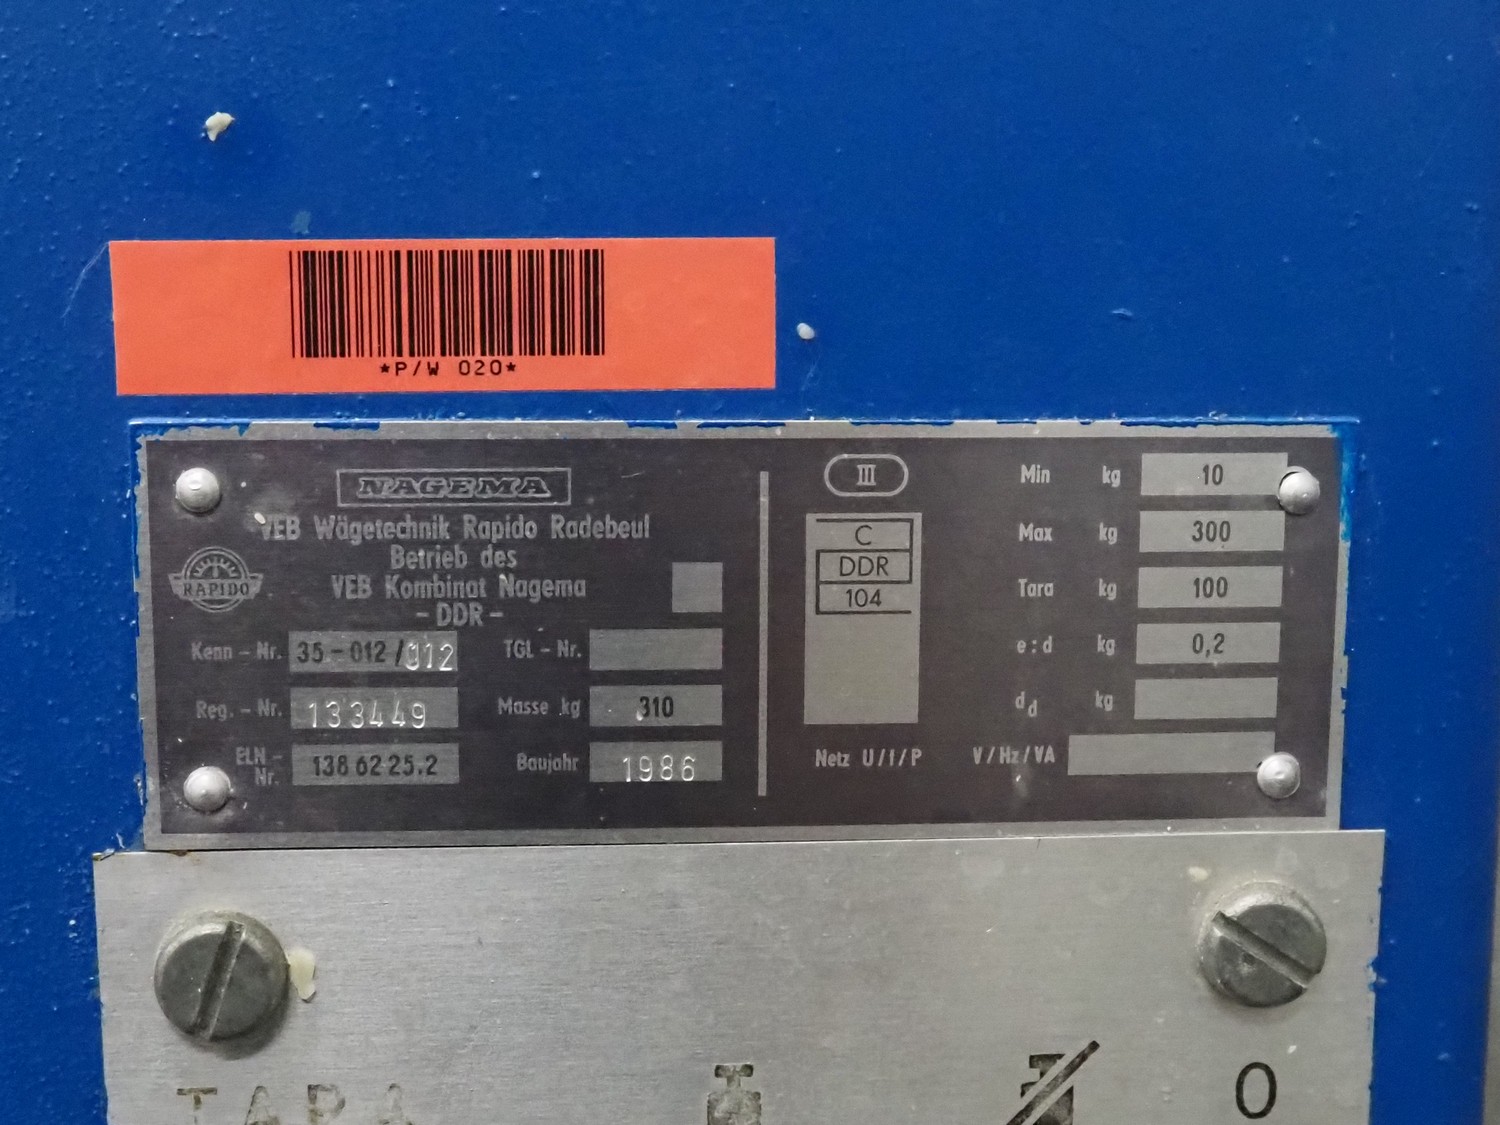 *P/W 020*
NAGEMA
VEB Wägetechnik Rapido Radebeul
Betrieb des
VEB Kombinat Nagema
-DDR-
RAPIDO
Kenn-Nr. 35-012/012
TGL-Nr.
Reg.-Nr. 133449
Masse kg 310
ELN-Nr. 138 62-25.2
Baujahr 1986
III
C
DDR
104
Min kg 10
Max kg 300
Tara kg 100
e:d kg 0,2
dd kg
Netz U/f/P V/Hz/VA
TARA
0